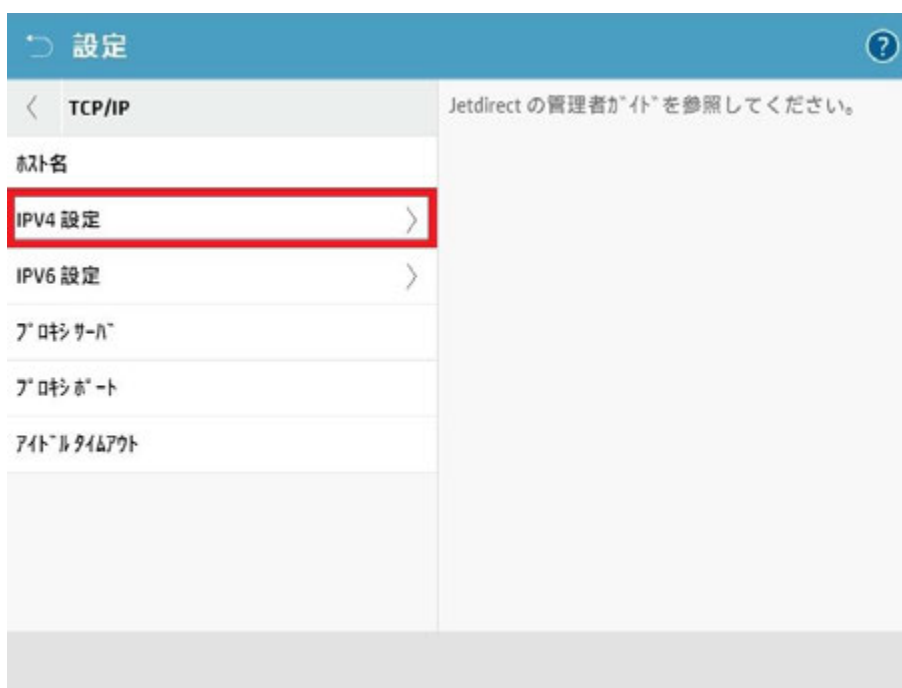 設定
?
TCP/IP
Jetdirect の管理者ｶﾞｲﾄﾞを参照してください。
ﾎｽﾄ名
IPV4 設定
IPV6 設定
ﾌﾟﾛｷｼ ｻｰﾊﾞ
ﾌﾟﾛｷｼ ﾎﾟｰﾄ
ｱｲﾄﾞﾙ ﾀｲﾑｱｳﾄ